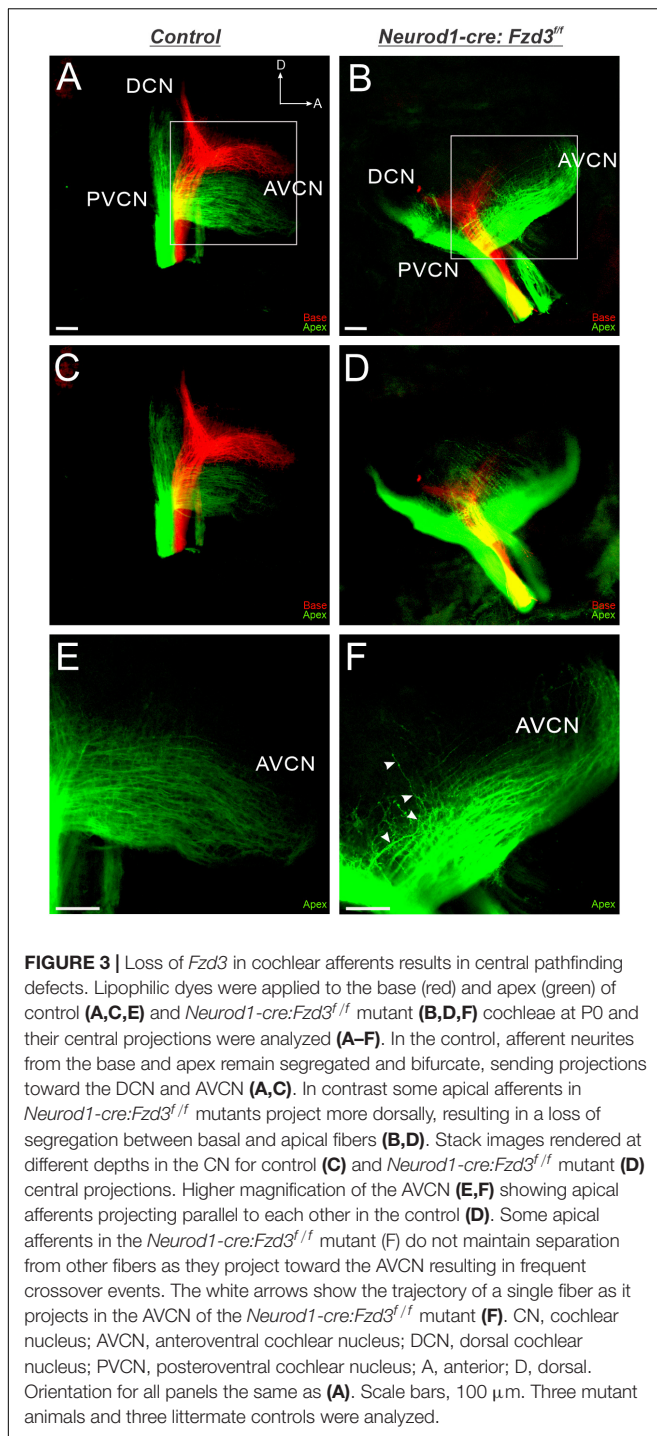 Control
Neurod1-cre: Fzd3f/f
A
DCN
D
A
PVCN
AVCN
Base
Apex
B
DCN
AVCN
PVCN
Base
Apex
C
Base
Apex
D
Base
Apex
E
AVCN
Apex
F
AVCN
Apex
FIGURE 3 | Loss of Fzd3 in cochlear afferents results in central pathfinding
defects. Lipophilic dyes were applied to the base (red) and apex (green) of
control (A,C,E) and Neurod1-cre:Fzd3f/f mutant (B,D,F) cochleae at P0 and
their central projections were analyzed (A–F). In the control, afferent neurites
from the base and apex remain segregated and bifurcate, sending projections
toward the DCN and AVCN (A,C). In contrast some apical afferents in
Neurod1-cre:Fzd3f/f mutants project more dorsally, resulting in a loss of
segregation between basal and apical fibers (B,D). Stack images rendered at
different depths in the CN for control (C) and Neurod1-cre:Fzd3f/f mutant (D)
central projections. Higher magnification of the AVCN (E,F) showing apical
afferents projecting parallel to each other in the control (D). Some apical
afferents in the Neurod1-cre:Fzd3f/f mutant (F) do not maintain separation
from other fibers as they project toward the AVCN resulting in frequent
crossover events. The white arrows show the trajectory of a single fiber as it
projects in the AVCN of the Neurod1-cre:Fzd3f/f mutant (F). CN, cochlear
nucleus; AVCN, anteroventral cochlear nucleus; DCN, dorsal cochlear
nucleus; PVCN, posteroventral cochlear nucleus; A, anterior; D, dorsal.
Orientation for all panels the same as (A). Scale bars, 100 μm. Three mutant
animals and three littermate controls were analyzed.